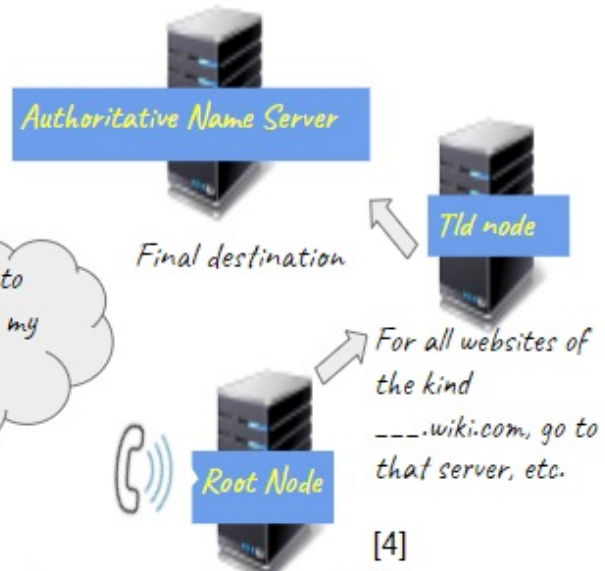 Authoritative Name Server
Tld node
Final destination
to
my
For all websites of
the kind
___.wiki.com, go to
that server, etc.
Root Node
[4]